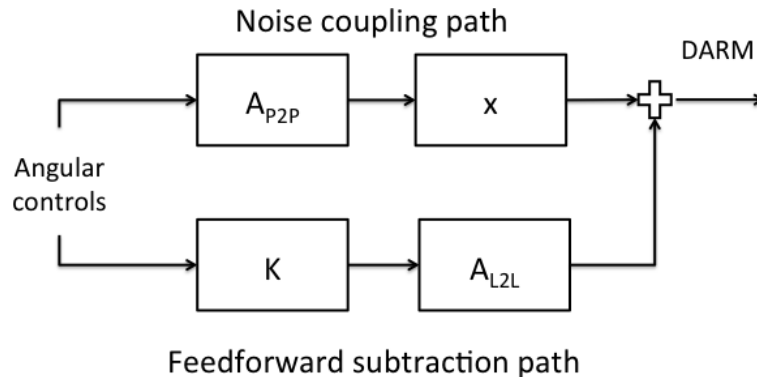 Noise coupling path
DARM
A_P2P
x
Angular
controls
K
A_L2L
Feedforward subtraction path